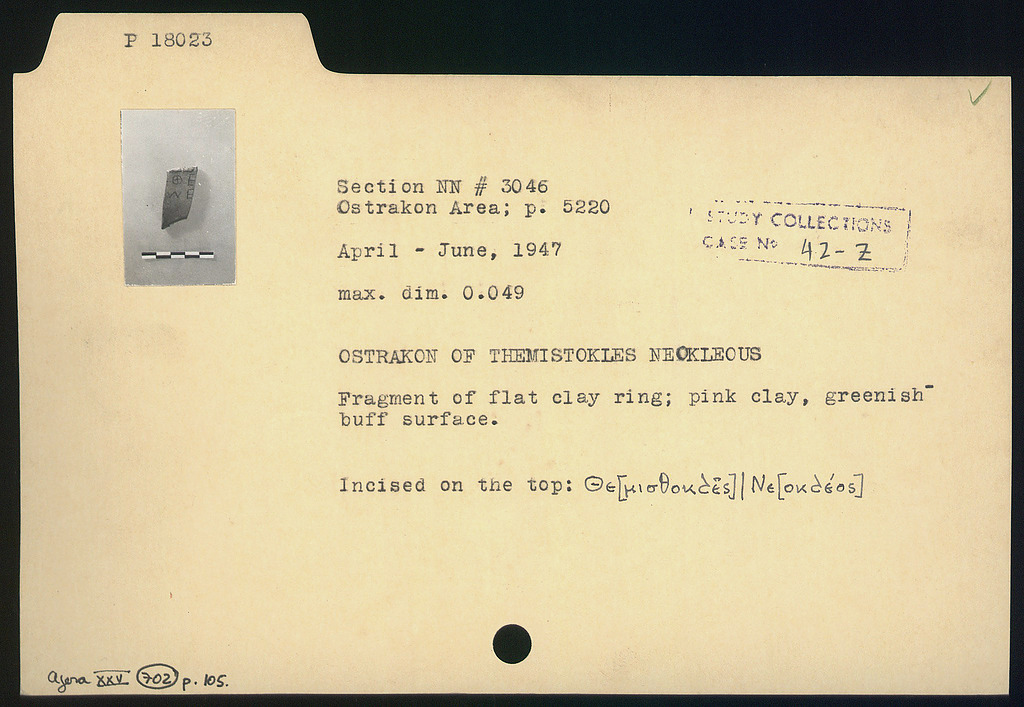 P 18023
Section NN # 3046
Ostrakon Area; p. 5220
STUDY COLLECTIONS
CASE No 42-Z
April - June, 1947
max. dim. 0.049
OSTRAKON OF THEMISTOKLES NEOKLEOUS
Fragment of flat clay ring; pink clay, greenish-
buff surface.
Incised on the top: Θε[μισθοκλε͂ς]|Νε[οκλέος]
Agora XXV 702 p. 105.